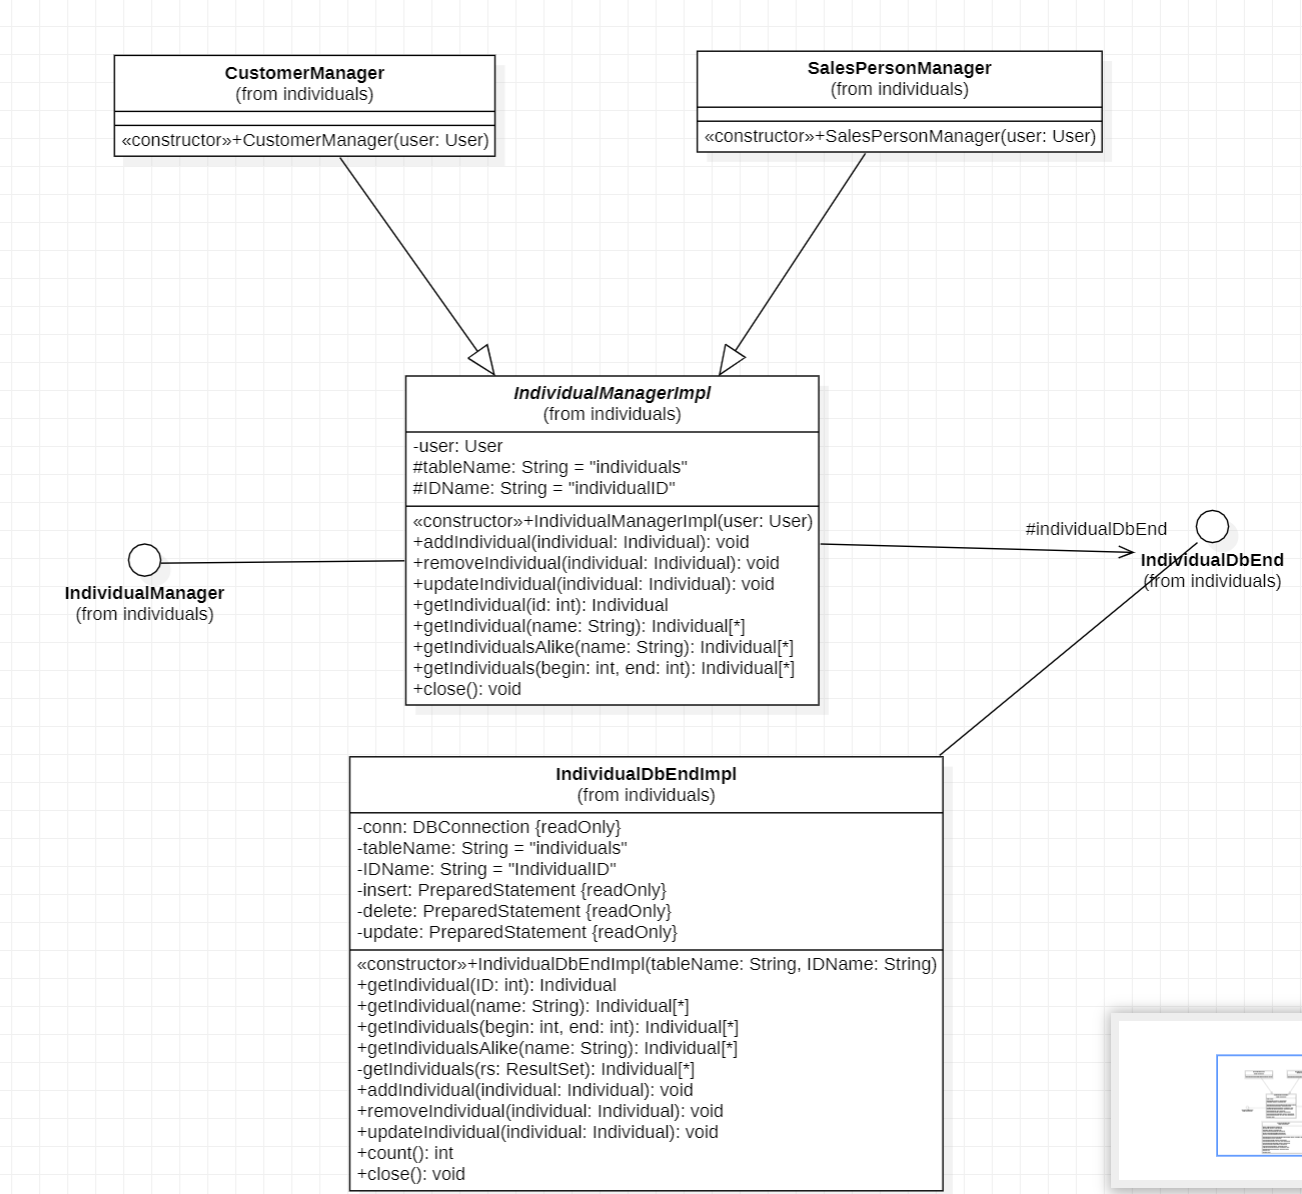 CustomerManager
(from individuals)
«constructor»+CustomerManager(user: User)
SalesPersonManager
(from individuals)
«constructor»+SalesPersonManager(user: User)
IndividualManagerImpl
(from individuals)
-user: User
#tableName: String = "individuals"
#IDName: String = "individualID"
«constructor»+IndividualManagerImpl(user: User)
+addIndividual(individual: Individual): void
+removeIndividual(individual: Individual): void
+updateIndividual(individual: Individual): void
+getIndividual(id: int): Individual
+getIndividual(name: String): Individual[*]
+getIndividualsAlike(name: String): Individual[*]
+getIndividuals(begin: int, end: int): Individual[*]
+close(): void
IndividualManager
(from individuals)
#individualDbEnd
IndividualDbEnd
(from individuals)
IndividualDbEndImpl
(from individuals)
-conn: DBConnection {readOnly}
-tableName: String = "individuals"
-IDName: String = "IndividualID"
-insert: PreparedStatement {readOnly}
-delete: PreparedStatement {readOnly}
-update: PreparedStatement {readOnly}
«constructor»+IndividualDbEndImpl(tableName: String, IDName: String)
+getIndividual(ID: int): Individual
+getIndividual(name: String): Individual[*]
+getIndividuals(begin: int, end: int): Individual[*]
+getIndividualsAlike(name: String): Individual[*]
-getIndividuals(rs: ResultSet): Individual[*]
+addIndividual(individual: Individual): void
+removeIndividual(individual: Individual): void
+updateIndividual(individual: Individual): void
+count(): int
+close(): void